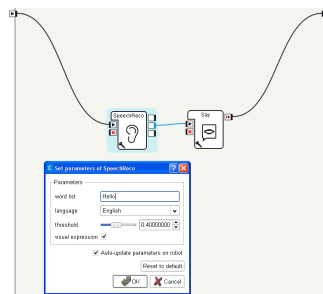 SpeechReco
Say
Set parameters of SpeechReco
Parameters
word list Hello
language English
threshold 0.40000000
visual expression
Auto-update parameters on robot
Reset to default
OK Cancel